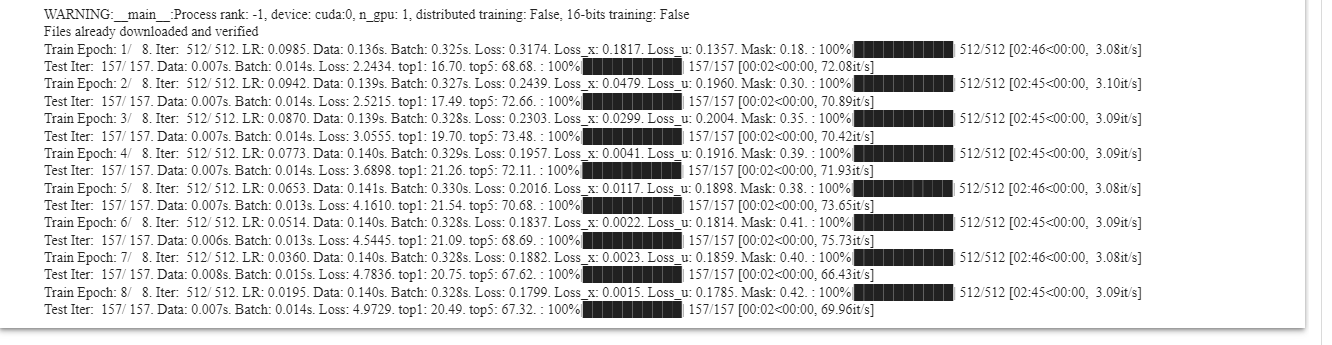 WARNING:__main__:Process rank: -1, device: cuda:0, n_gpu: 1, distributed training: False, 16-bits training: False
Files already downloaded and verified
Train Epoch: 1/   8. Iter:  512/ 512. LR: 0.0985. Data: 0.136s. Batch: 0.325s. Loss: 0.3174. Loss_x: 0.1817. Loss_u: 0.1357. Mask: 0.18. : 100%|██████████| 512/512 [02:46<00:00,  3.08it/s]
Test Iter:  157/ 157. Data: 0.007s. Batch: 0.014s. Loss: 2.2434. top1: 16.70. top5: 68.68. : 100%|██████████| 157/157 [00:02<00:00, 72.08it/s]
Train Epoch: 2/   8. Iter:  512/ 512. LR: 0.0942. Data: 0.139s. Batch: 0.327s. Loss: 0.2439. Loss_x: 0.0479. Loss_u: 0.1960. Mask: 0.30. : 100%|██████████| 512/512 [02:45<00:00,  3.10it/s]
Test Iter:  157/ 157. Data: 0.007s. Batch: 0.014s. Loss: 2.5215. top1: 17.49. top5: 72.66. : 100%|██████████| 157/157 [00:02<00:00, 70.89it/s]
Train Epoch: 3/   8. Iter:  512/ 512. LR: 0.0870. Data: 0.139s. Batch: 0.328s. Loss: 0.2303. Loss_x: 0.0299. Loss_u: 0.2004. Mask: 0.35. : 100%|██████████| 512/512 [02:45<00:00,  3.09it/s]
Test Iter:  157/ 157. Data: 0.007s. Batch: 0.014s. Loss: 3.0555. top1: 19.70. top5: 73.48. : 100%|██████████| 157/157 [00:02<00:00, 70.42it/s]
Train Epoch: 4/   8. Iter:  512/ 512. LR: 0.0773. Data: 0.140s. Batch: 0.329s. Loss: 0.1957. Loss_x: 0.0041. Loss_u: 0.1916. Mask: 0.39. : 100%|██████████| 512/512 [02:45<00:00,  3.09it/s]
Test Iter:  157/ 157. Data: 0.007s. Batch: 0.014s. Loss: 3.6898. top1: 21.26. top5: 72.11. : 100%|██████████| 157/157 [00:02<00:00, 71.93it/s]
Train Epoch: 5/   8. Iter:  512/ 512. LR: 0.0653. Data: 0.141s. Batch: 0.330s. Loss: 0.2016. Loss_x: 0.0117. Loss_u: 0.1898. Mask: 0.38. : 100%|██████████| 512/512 [02:46<00:00,  3.08it/s]
Test Iter:  157/ 157. Data: 0.007s. Batch: 0.013s. Loss: 4.1610. top1: 21.54. top5: 70.68. : 100%|██████████| 157/157 [00:02<00:00, 73.65it/s]
Train Epoch: 6/   8. Iter:  512/ 512. LR: 0.0514. Data: 0.140s. Batch: 0.328s. Loss: 0.1837. Loss_x: 0.0022. Loss_u: 0.1814. Mask: 0.41. : 100%|██████████| 512/512 [02:45<00:00,  3.09it/s]
Test Iter:  157/ 157. Data: 0.006s. Batch: 0.013s. Loss: 4.5445. top1: 21.09. top5: 68.69. : 100%|██████████| 157/157 [00:02<00:00, 75.73it/s]
Train Epoch: 7/   8. Iter:  512/ 512. LR: 0.0360. Data: 0.140s. Batch: 0.328s. Loss: 0.1882. Loss_x: 0.0023. Loss_u: 0.1859. Mask: 0.40. : 100%|██████████| 512/512 [02:46<00:00,  3.08it/s]
Test Iter:  157/ 157. Data: 0.008s. Batch: 0.015s. Loss: 4.7836. top1: 20.75. top5: 67.62. : 100%|██████████| 157/157 [00:02<00:00, 66.43it/s]
Train Epoch: 8/   8. Iter:  512/ 512. LR: 0.0195. Data: 0.140s. Batch: 0.328s. Loss: 0.1799. Loss_x: 0.0015. Loss_u: 0.1785. Mask: 0.42. : 100%|██████████| 512/512 [02:45<00:00,  3.09it/s]
Test Iter:  157/ 157. Data: 0.007s. Batch: 0.014s. Loss: 4.9729. top1: 20.49. top5: 67.32. : 100%|██████████| 157/157 [00:02<00:00, 69.96it/s]